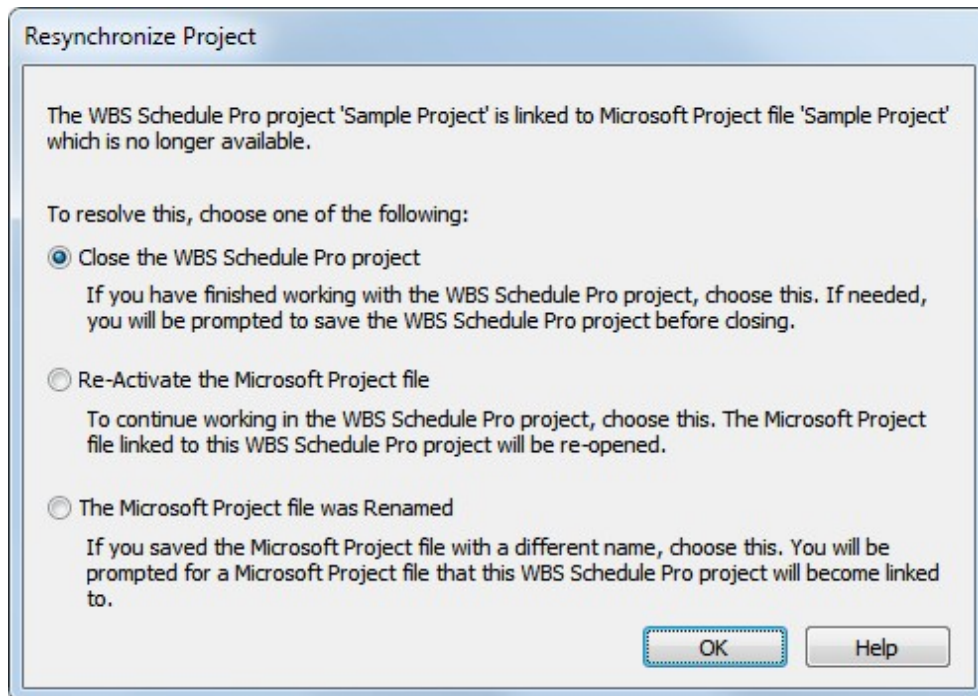 Resynchronize Project
The WBS Schedule Pro project 'Sample Project' is linked to Microsoft Project file 'Sample Project'
which is no longer available.
To resolve this, choose one of the following:
Close the WBS Schedule Pro project
If you have finished working with the WBS Schedule Pro project, choose this. If needed,
you will be prompted to save the WBS Schedule Pro project before closing.
Re-Activate the Microsoft Project file
To continue working in the WBS Schedule Pro project, choose this. The Microsoft Project
file linked to this WBS Schedule Pro project will be re-opened.
The Microsoft Project file was Renamed
If you saved the Microsoft Project file with a different name, choose this. You will be
prompted for a Microsoft Project file that this WBS Schedule Pro project will become linked
to.
OK Help